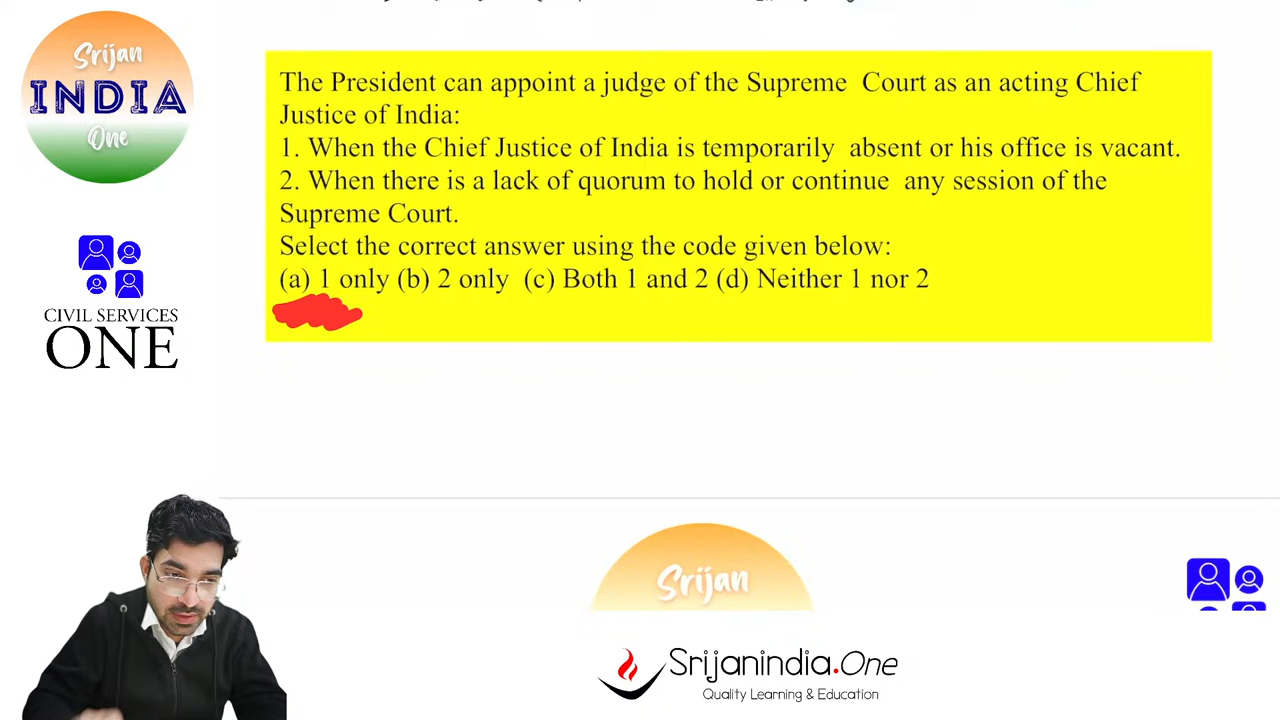 Srijan
INDIA
One
CIVIL SERVICES
ONE
The President can appoint a judge of the Supreme Court as an acting Chief
Justice of India:
1. When the Chief Justice of India is temporarily absent or his office is vacant.
2. When there is a lack of quorum to hold or continue any session of the
Supreme Court.
Select the correct answer using the code given below:
(a) 1 only (b) 2 only (c) Both 1 and 2 (d) Neither 1 nor 2
Srijan
Srijanindia.One
Quality Learning & Education